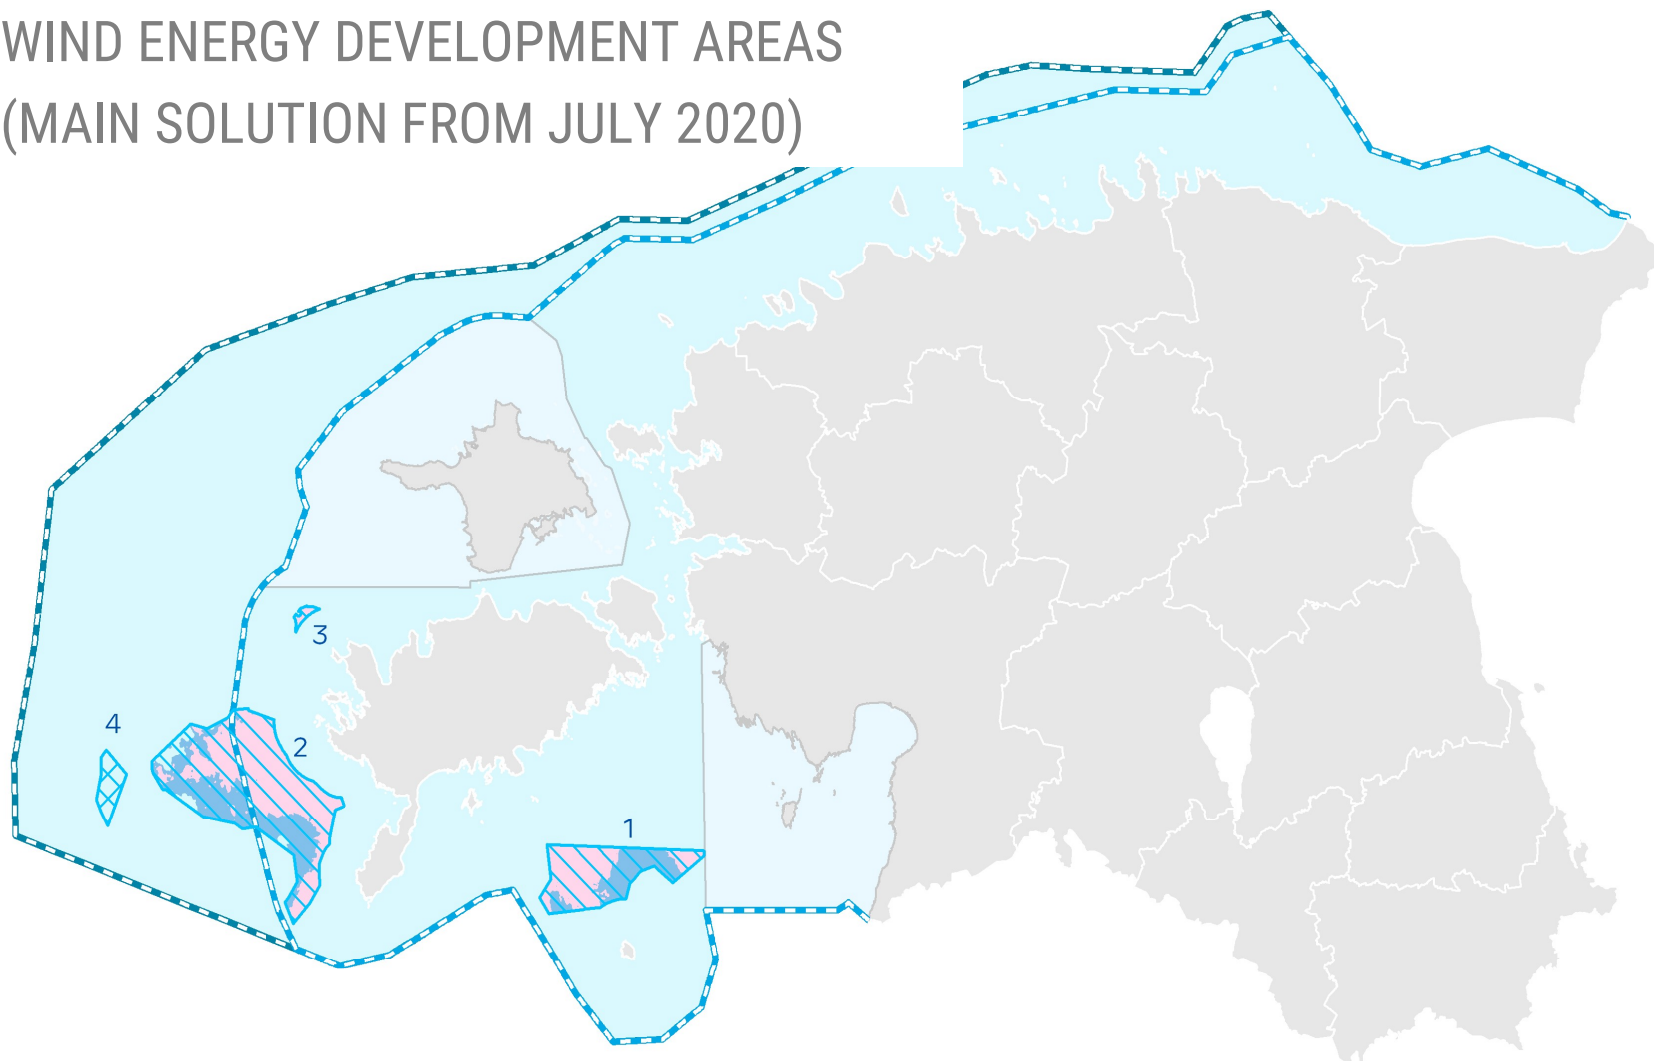 WIND ENERGY DEVELOPMENT AREAS
(MAIN SOLUTION FROM JULY 2020)
3
4
2
1